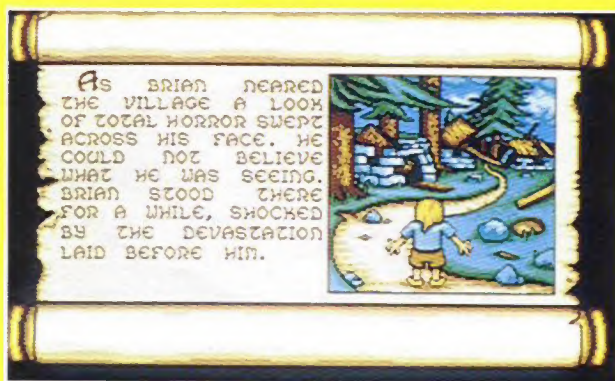 AS BRIAN NEARED
THE VILLAGE A LOOK
OF TOTAL HORROR SWEPT
ACROSS HIS FACE. HE
COULD NOT BELIEVE
WHAT HE WAS SEEING.
BRIAN STOOD THERE
FOR A WHILE, SHOCKED
BY THE DEVASTATION
LAID BEFORE HIM.